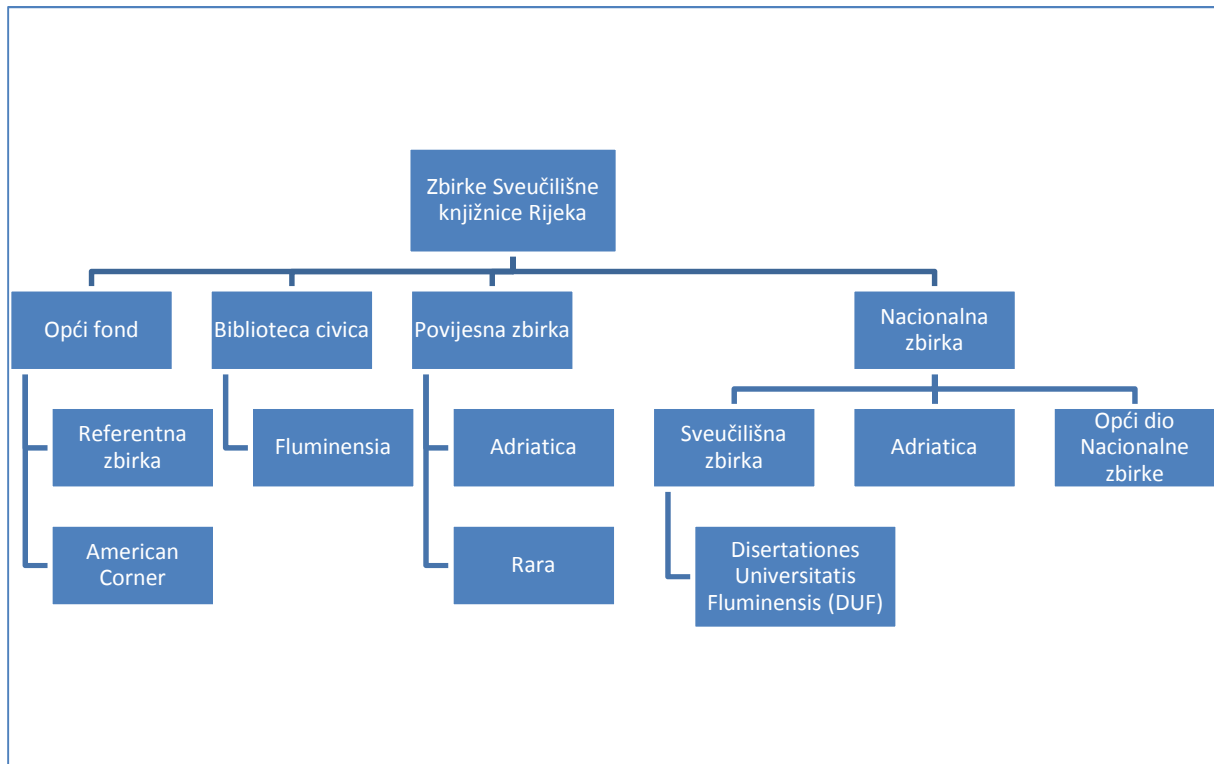 Zbirke Sveučilišne
knjižnice Rijeka
Opći fond
Biblioteca civica
Povijesna zbirka
Nacionalna
zbirka
Referentna
zbirka
Fluminensia
Adriatica
Sveučilišna
zbirka
Adriatica
Opći dio
Nacionalne
zbirke
American
Corner
Rara
Disertationes
Universitatis
Fluminensis (DUF)